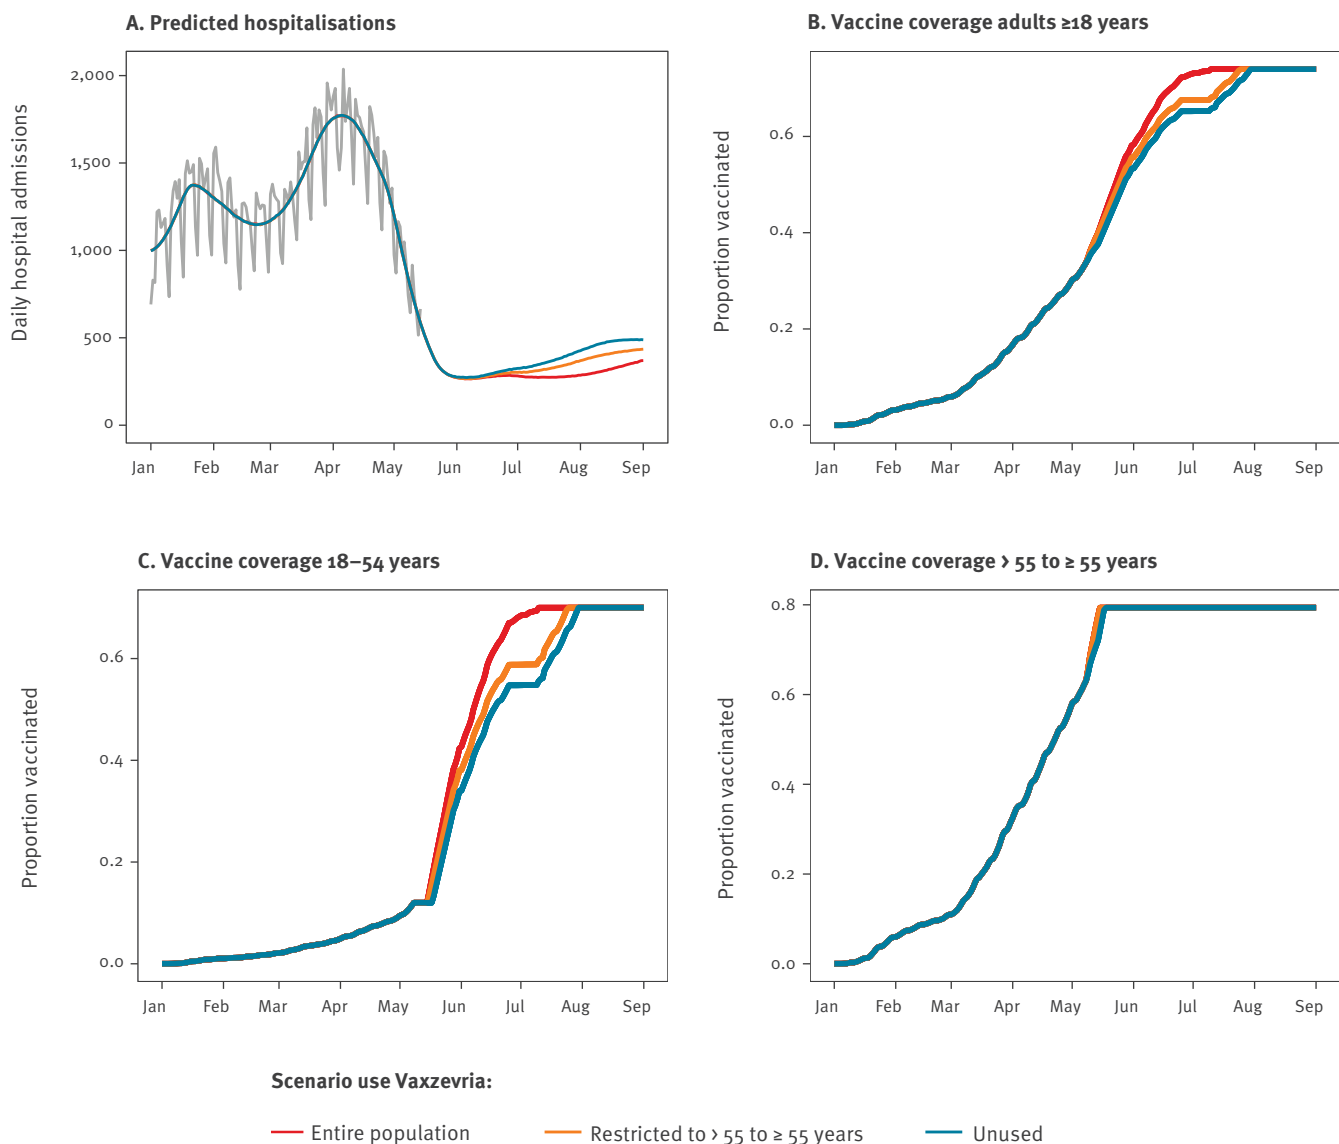 A. Predicted hospitalisations
Daily hospital admissions
2,000
1,500
1,000
500
0
Jan Feb Mar Apr May Jun Jul Aug Sep
B. Vaccine coverage adults ≥18 years
Proportion vaccinated
0.6
0.4
0.2
0.0
Jan Feb Mar Apr May Jun Jul Aug Sep
C. Vaccine coverage 18–54 years
Proportion vaccinated
0.6
0.4
0.2
0.0
Jan Feb Mar Apr May Jun Jul Aug Sep
D. Vaccine coverage > 55 to ≥ 55 years
Proportion vaccinated
0.8
0.6
0.4
0.2
0.0
Jan Feb Mar Apr May Jun Jul Aug Sep
Scenario use Vaxzevria:
Entire population
Restricted to > 55 to ≥ 55 years
Unused